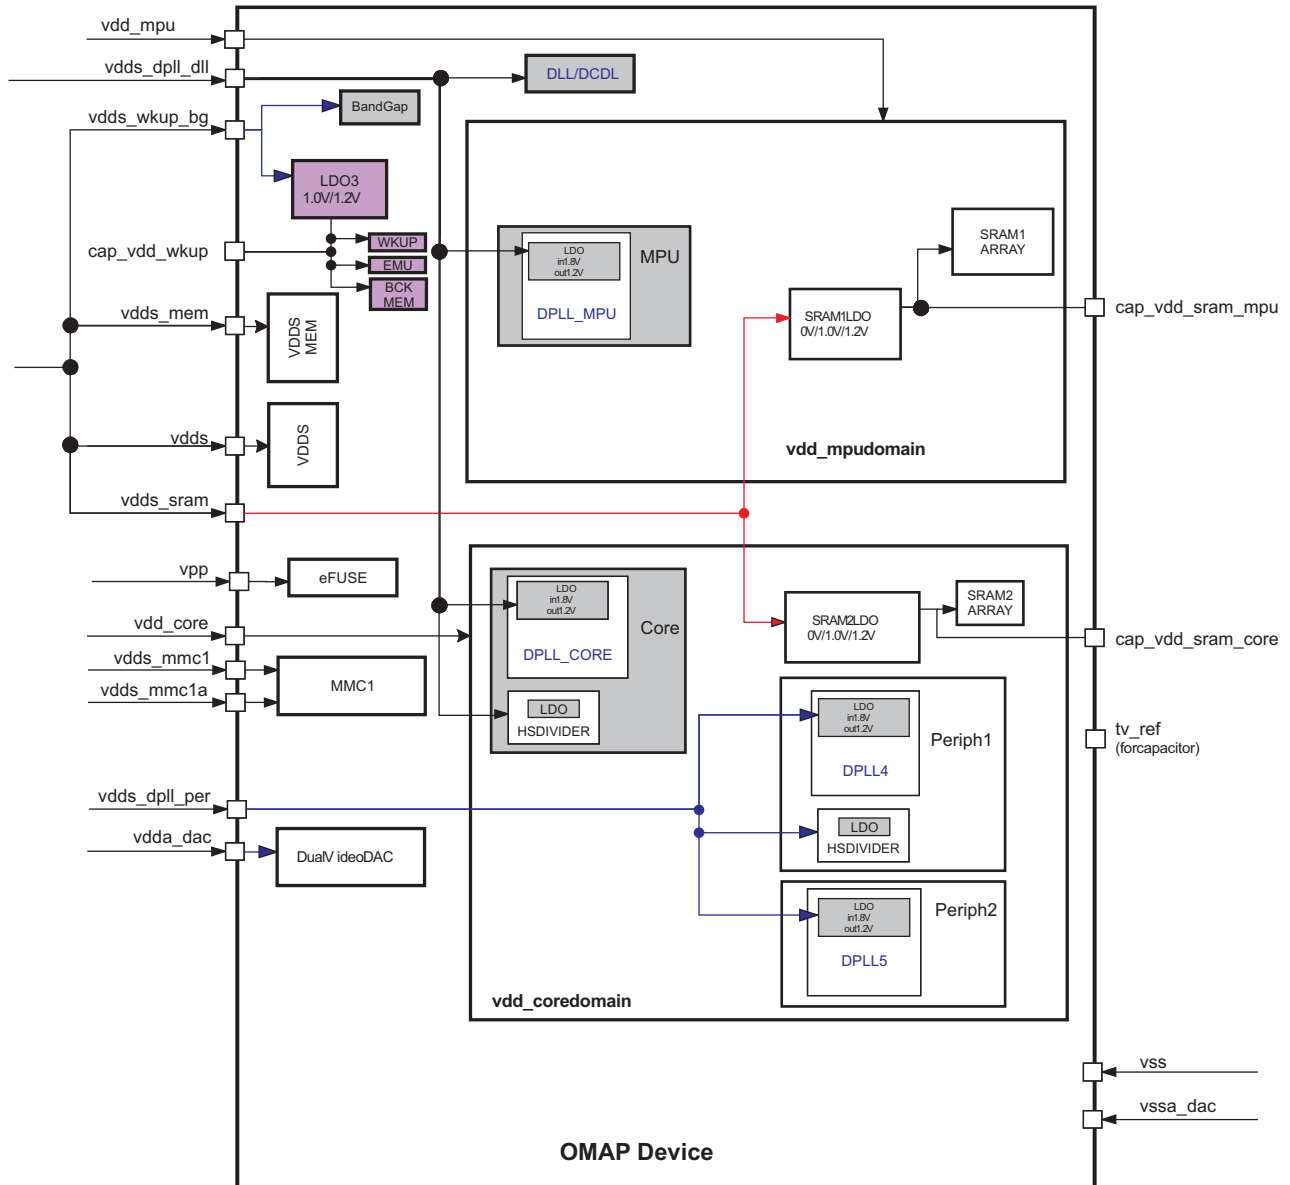 vdd_mpu
vdds_dpll_dll
DLL/DCDL
BandGap
vdds_wkup_bg
LDO3
1.0V/1.2V
cap_vdd_wkup
WKUP
EMU
BCK
MEM
vdds_mem
VDDS
MEM
vdds
VDDS
vdds_sram
LDO
in1.8V
out1.2V
DPLL_MPU
MPU
SRAM1
ARRAY
SRAM1LDO
0V/1.0V/1.2V
cap_vdd_sram_mpu
vdd_mpudomain
vpp
eFUSE
vdd_core
vdds_mmc1
vdds_mmc1a
MMC1
LDO
in1.8V
out1.2V
DPLL_CORE
Core
LDO
HSDIVIDER
SRAM2LDO
0V/1.0V/1.2V
SRAM2
ARRAY
cap_vdd_sram_core
LDO
in1.8V
out1.2V
DPLL4
Periph1
LDO
HSDIVIDER
tv_ref
(forcapacitor)
vdds_dpll_per
vdda_dac
DualV ideoDAC
LDO
in1.8V
out1.2V
DPLL5
Periph2
vdd_coredomain
vss
vssa_dac
OMAP Device